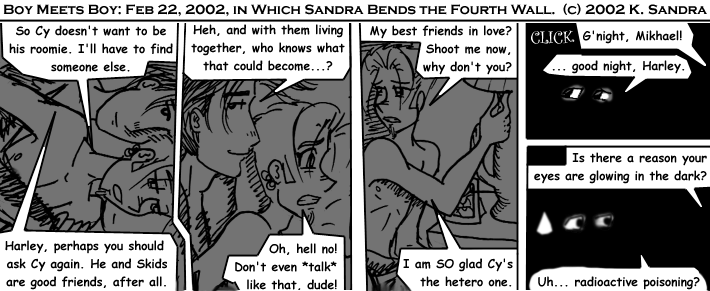 Boy Meets Boy: Feb 22, 2002, in Which Sandra Bends the Fourth Wall. (c) 2002 K. Sandra
So Cy doesn't want to be
his roomie. I'll have to find
someone else.
Harley, perhaps you should
ask Cy again. He and Skids
are good friends, after all.
Heh, and with them living
together, who knows what
that could become...?
Oh, hell no!
Don't even *talk*
like that, dude!
My best friends in love?
Shoot me now,
why don't you?
I am SO glad Cy's
the hetero one.
CLICK
G'night, Mikhael!
... good night, Harley.
Is there a reason your
eyes are glowing in the dark?
Uh... radioactive poisoning?